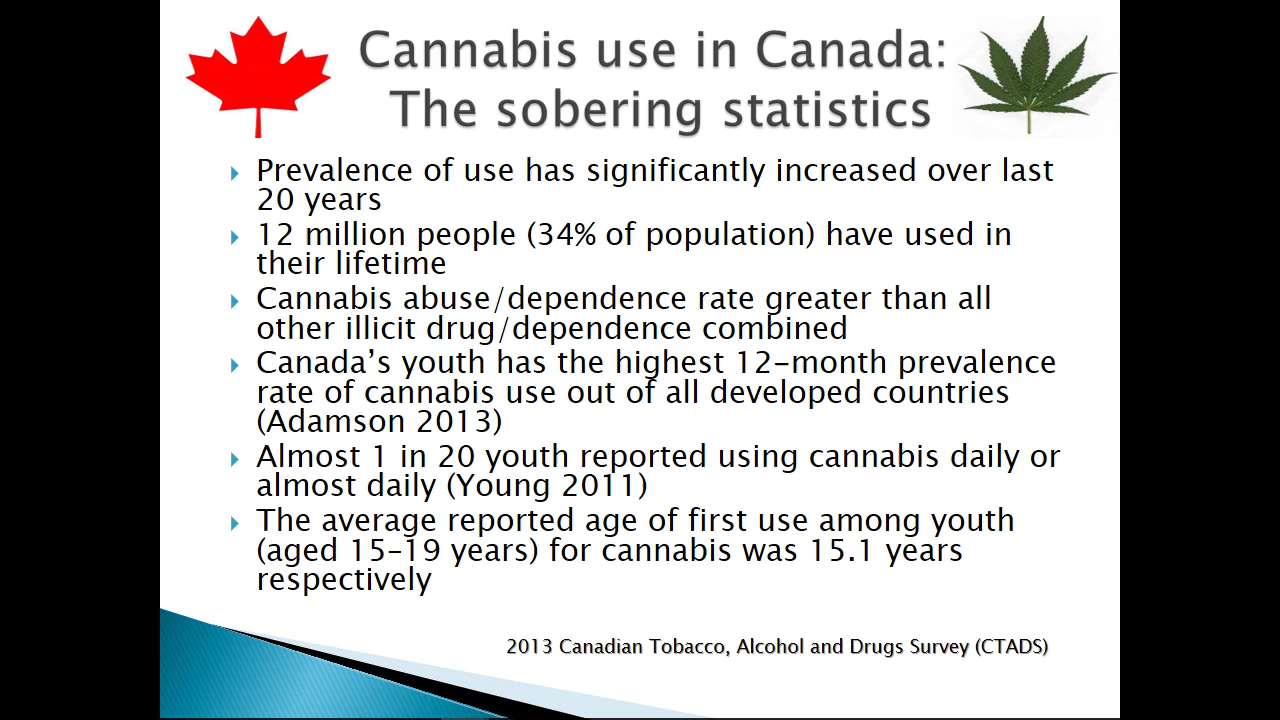 Cannabis use in Canada:
The sobering statistics
Prevalence of use has significantly increased over last
20 years
12 million people (34% of population) have used in
their lifetime
Cannabis abuse/dependence rate greater than all
other illicit drug/dependence combined
Canada’s youth has the highest 12-month prevalence
rate of cannabis use out of all developed countries
(Adamson 2013)
Almost 1 in 20 youth reported using cannabis daily or
almost daily (Young 2011)
The average reported age of first use among youth
(aged 15–19 years) for cannabis was 15.1 years
respectively
2013 Canadian Tobacco, Alcohol and Drugs Survey (CTADS)